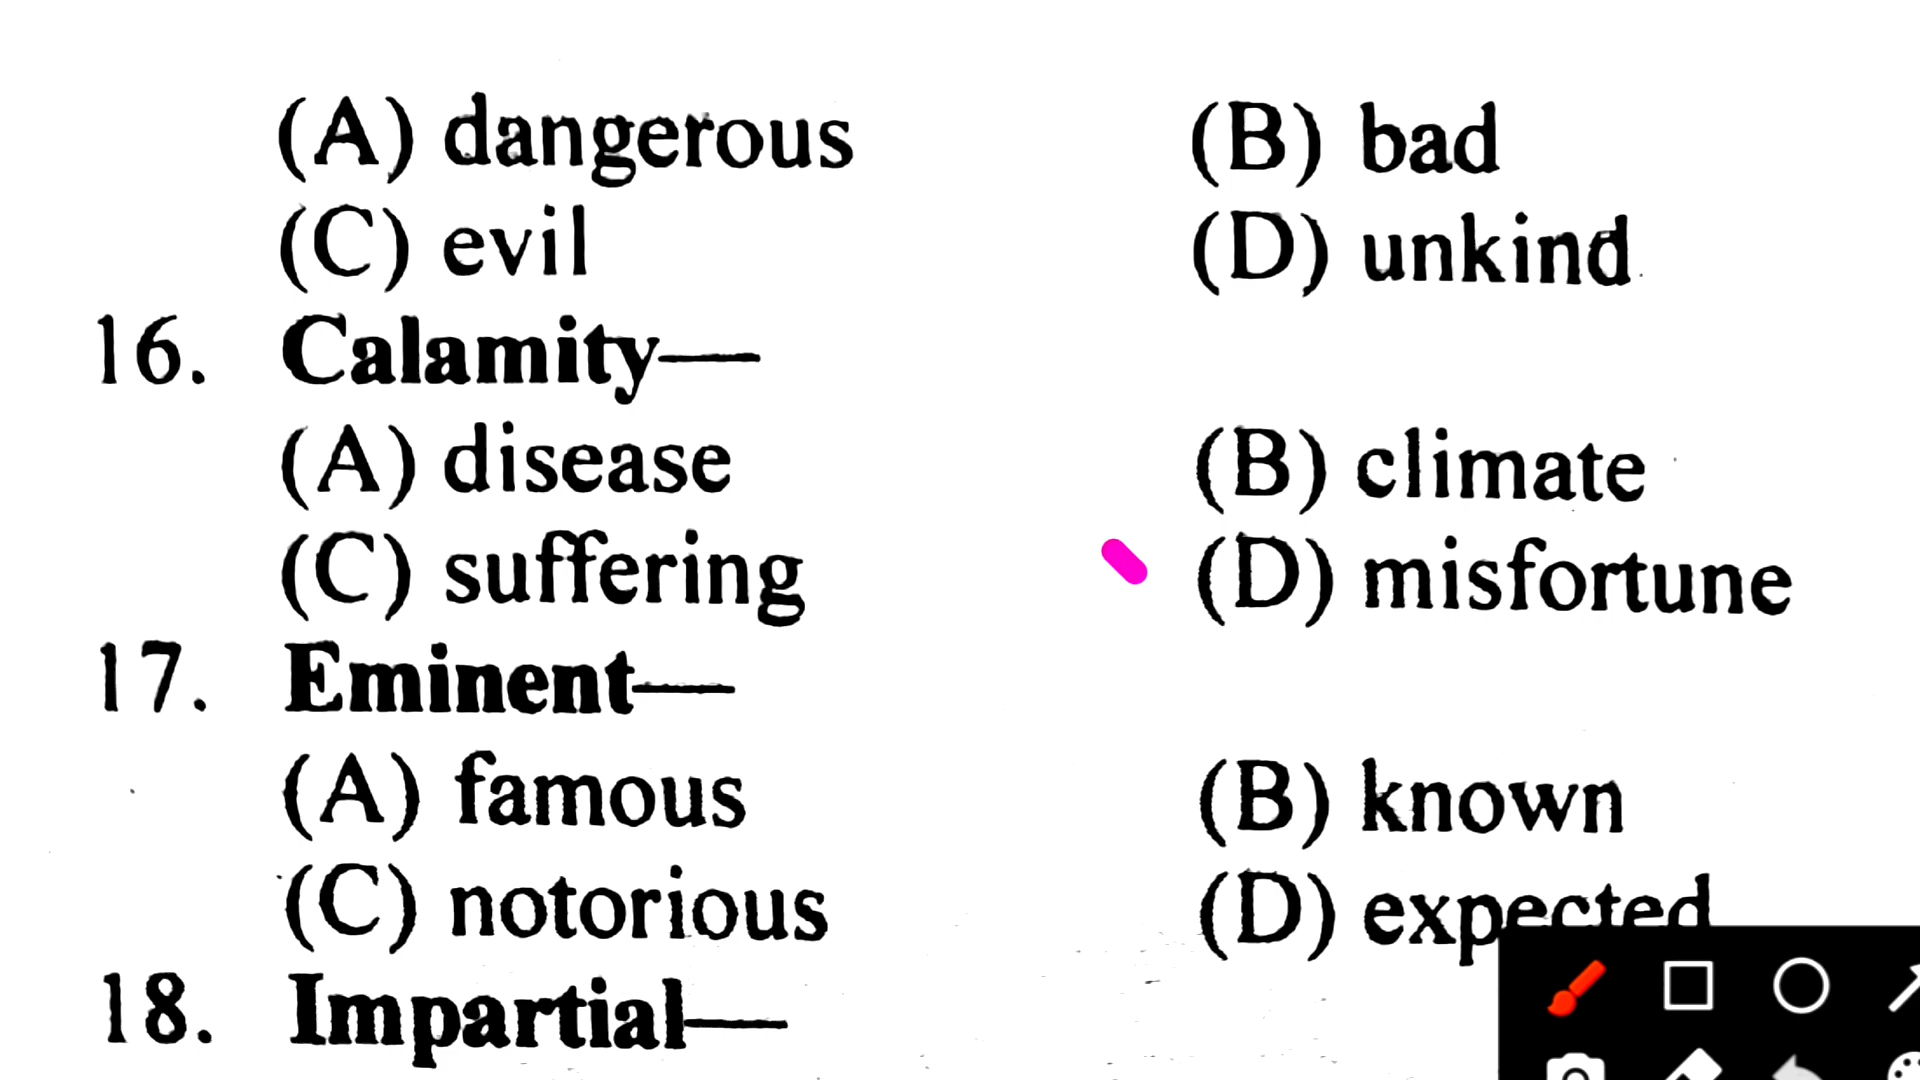 (A) dangerous (B) bad
(C) evil (D) unkind
16. Calamity—
(A) disease (B) climate
(C) suffering (D) misfortune
17. Eminent—
(A) famous (B) known
(C) notorious (D) expected
18. Impartial—